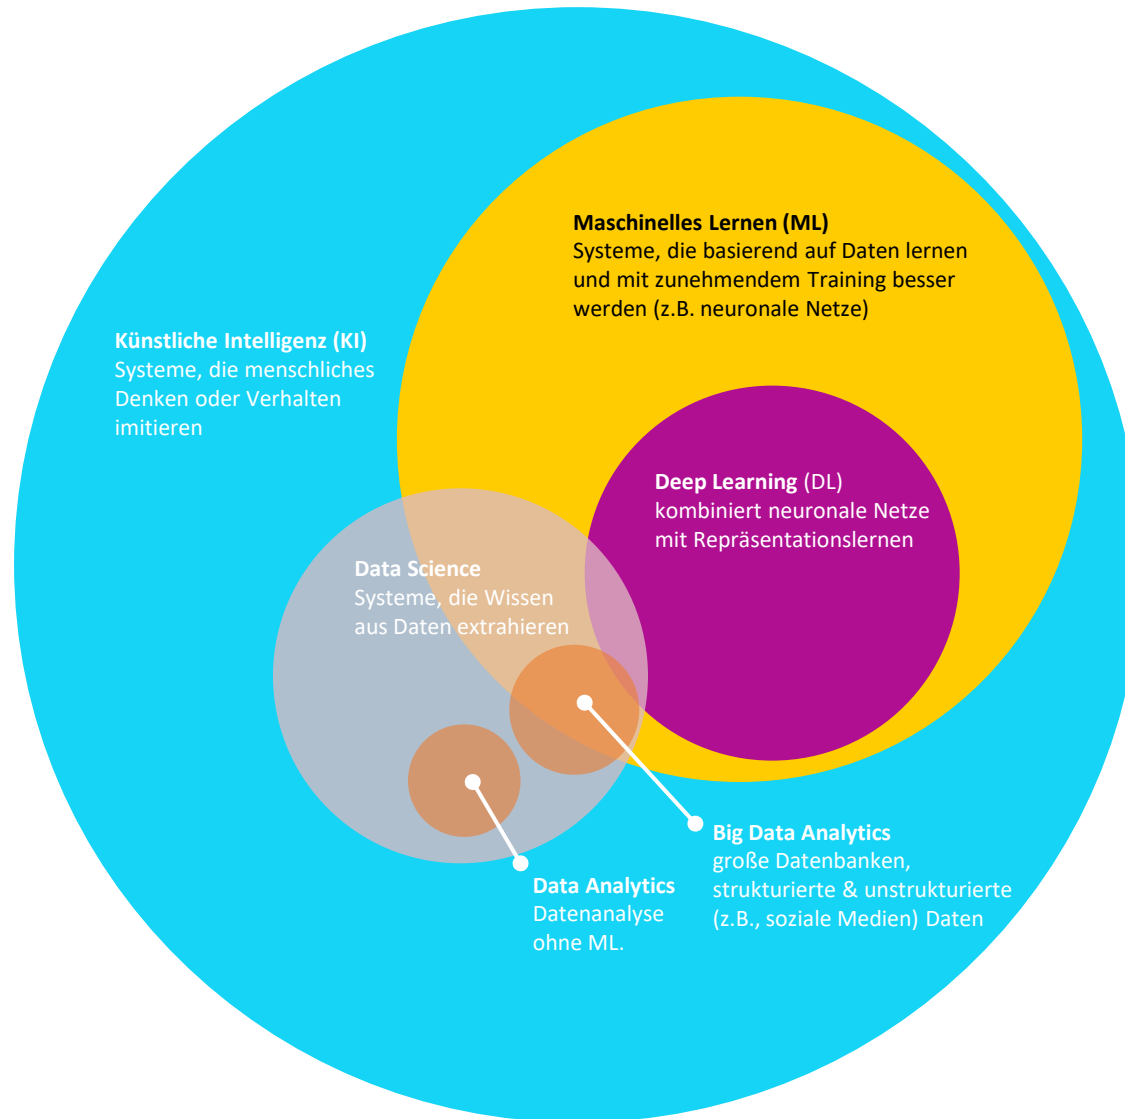 Maschinelles Lernen (ML)
Systeme, die basierend auf Daten lernen
und mit zunehmendem Training besser
werden (z.B. neuronale Netze)
Künstliche Intelligenz (KI)
Systeme, die menschliches
Denken oder Verhalten
imitieren
Deep Learning (DL)
kombiniert neuronale Netze
mit Repräsentationslernen
Data Science
Systeme, die Wissen
aus Daten extrahieren
Big Data Analytics
große Datenbanken,
strukturierte & unstrukturierte
(z.B., soziale Medien) Daten
Data Analytics
Datenanalyse
ohne ML.